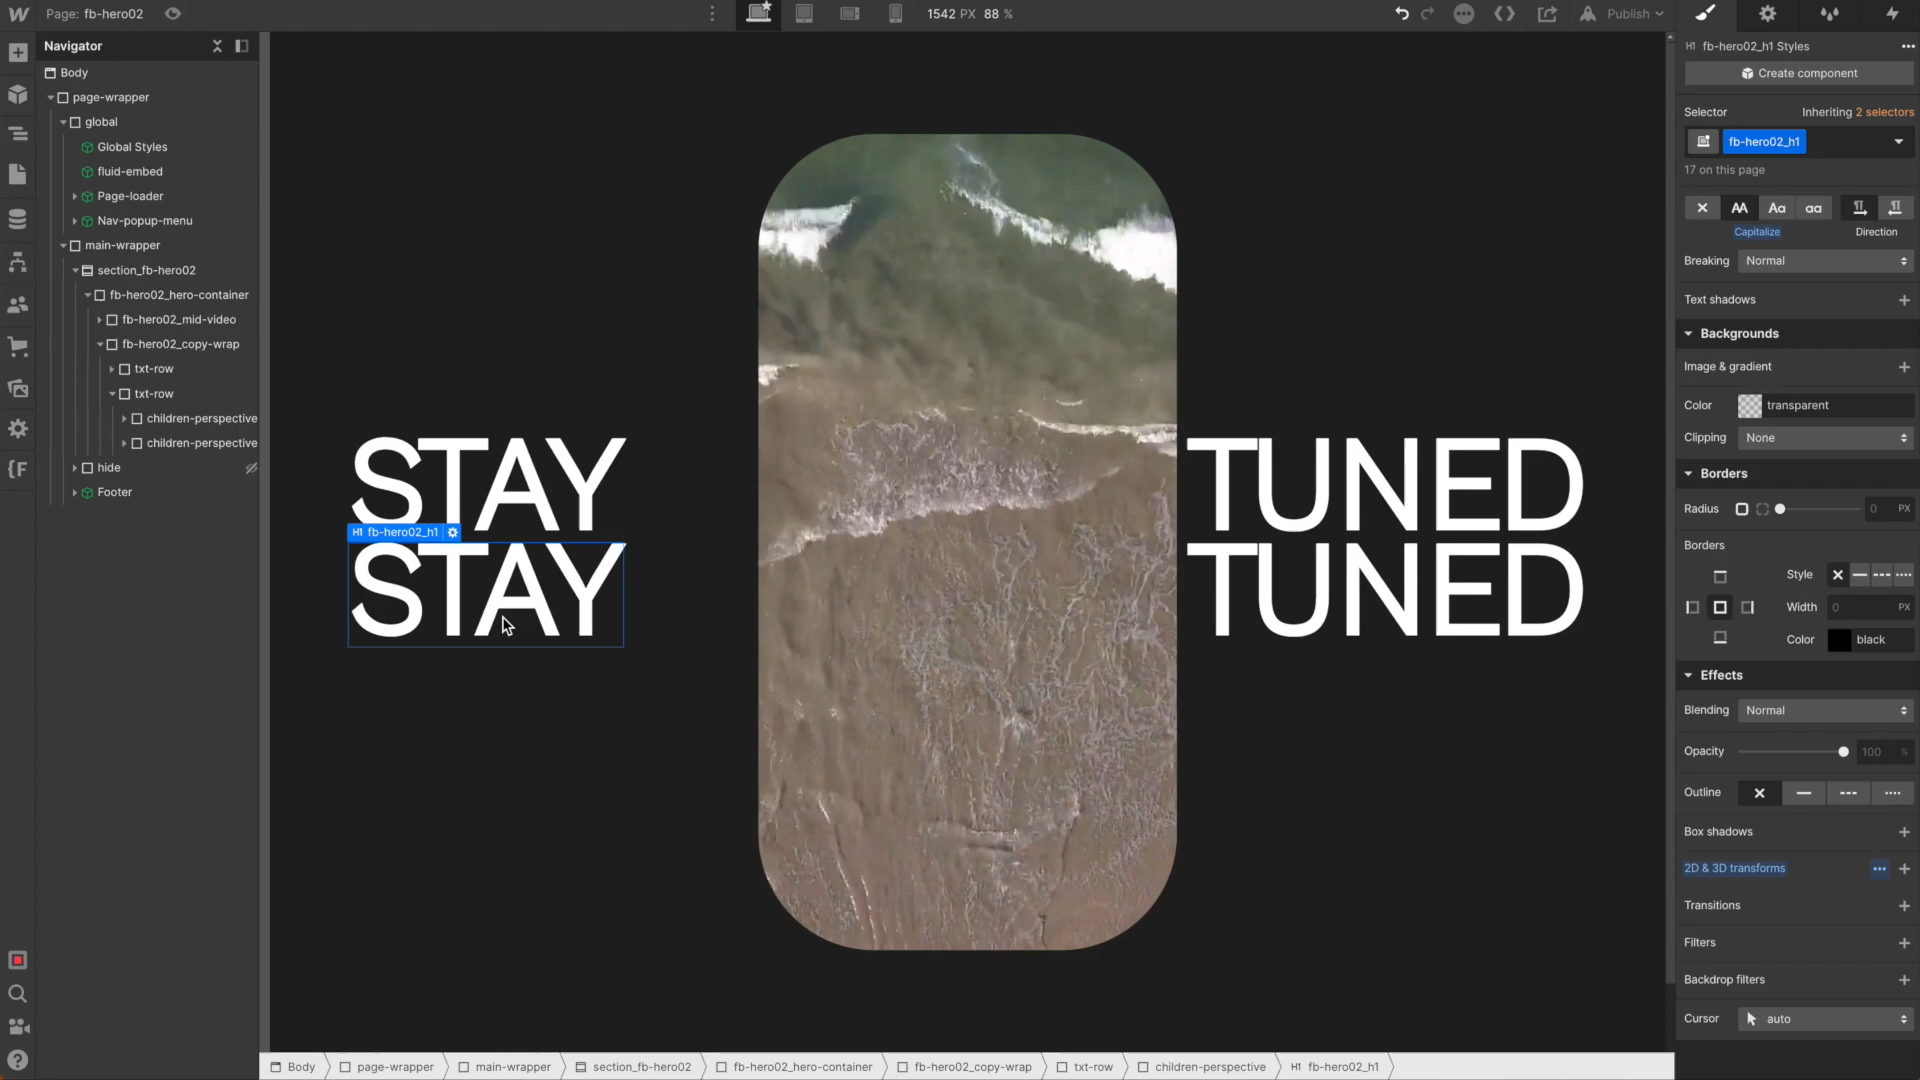 Page: fb-hero02
1542 PX 88 %
Publish
Navigator
Body
page-wrapper
global
Global Styles
fluid-embed
Page-loader
Nav-popup-menu
main-wrapper
section_fb-hero02
fb-hero02_hero-container
fb-hero02_mid-video
fb-hero02_copy-wrap
txt-row
txt-row
children-perspective
children-perspective
hide
Footer
STAY TUNED
H1 fb-hero02_h1
STAY TUNED
H1 fb-hero02_h1 Styles
Create component
Selector Inheriting 2 selectors
fb-hero02_h1
17 on this page
AA Aa aa
Capitalize Direction
Breaking Normal
Text shadows
Backgrounds
Image & gradient
Color transparent
Clipping None
Borders
Radius 0 PX
Borders
Style
Width 0 PX
Color black
Effects
Blending Normal
Opacity 100 %
Outline
Box shadows
2D & 3D transforms
Transitions
Filters
Backdrop filters
Cursor auto
Body page-wrapper main-wrapper section_fb-hero02 fb-hero02_hero-container fb-hero02_copy-wrap txt-row children-perspective H1 fb-hero02_h1